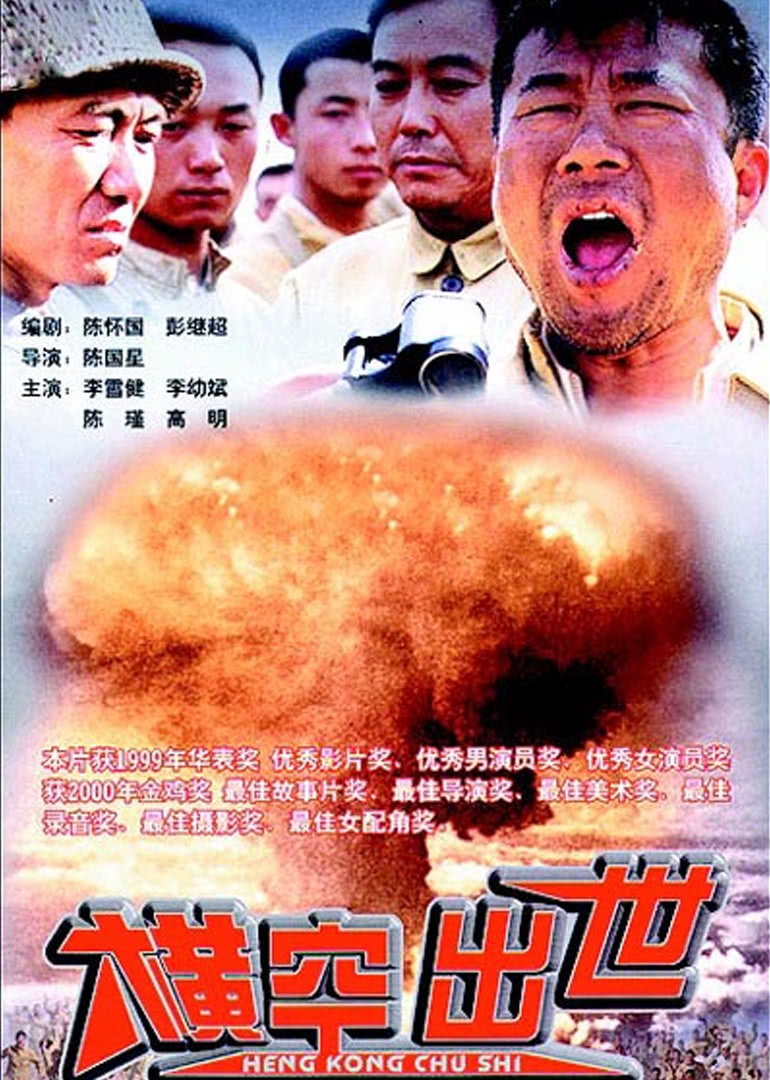 编剧：陈怀国 彭继超
导演：陈国星
主演：李雪健 李幼斌
陈瑾 高明
本片获1999年华表奖 优秀影片奖、优秀男演员奖、优秀女演员奖
获2000年金鸡奖 最佳故事片奖、最佳导演奖、最佳美术奖、最佳
录音奖、最佳摄影奖、最佳女配角奖
横空出世
HENG KONG CHU SHI